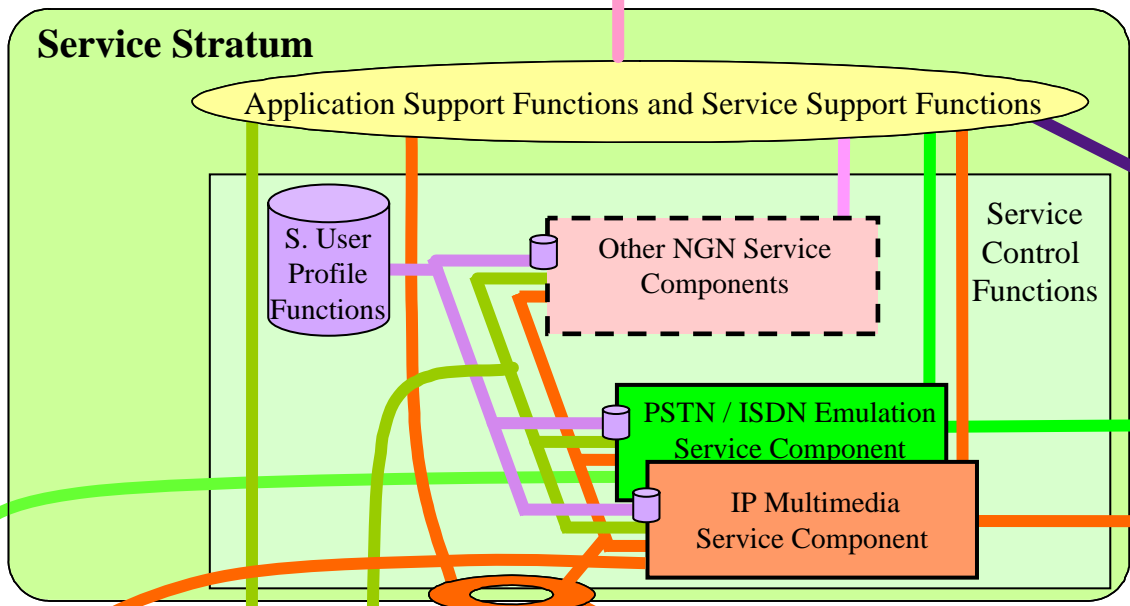 Service Stratum
Application Support Functions and Service Support Functions
S. User
Profile
Functions
Other NGN Service
Components
Service
Control
Functions
PSTN / ISDN Emulation
Service Component
IP Multimedia
Service Component